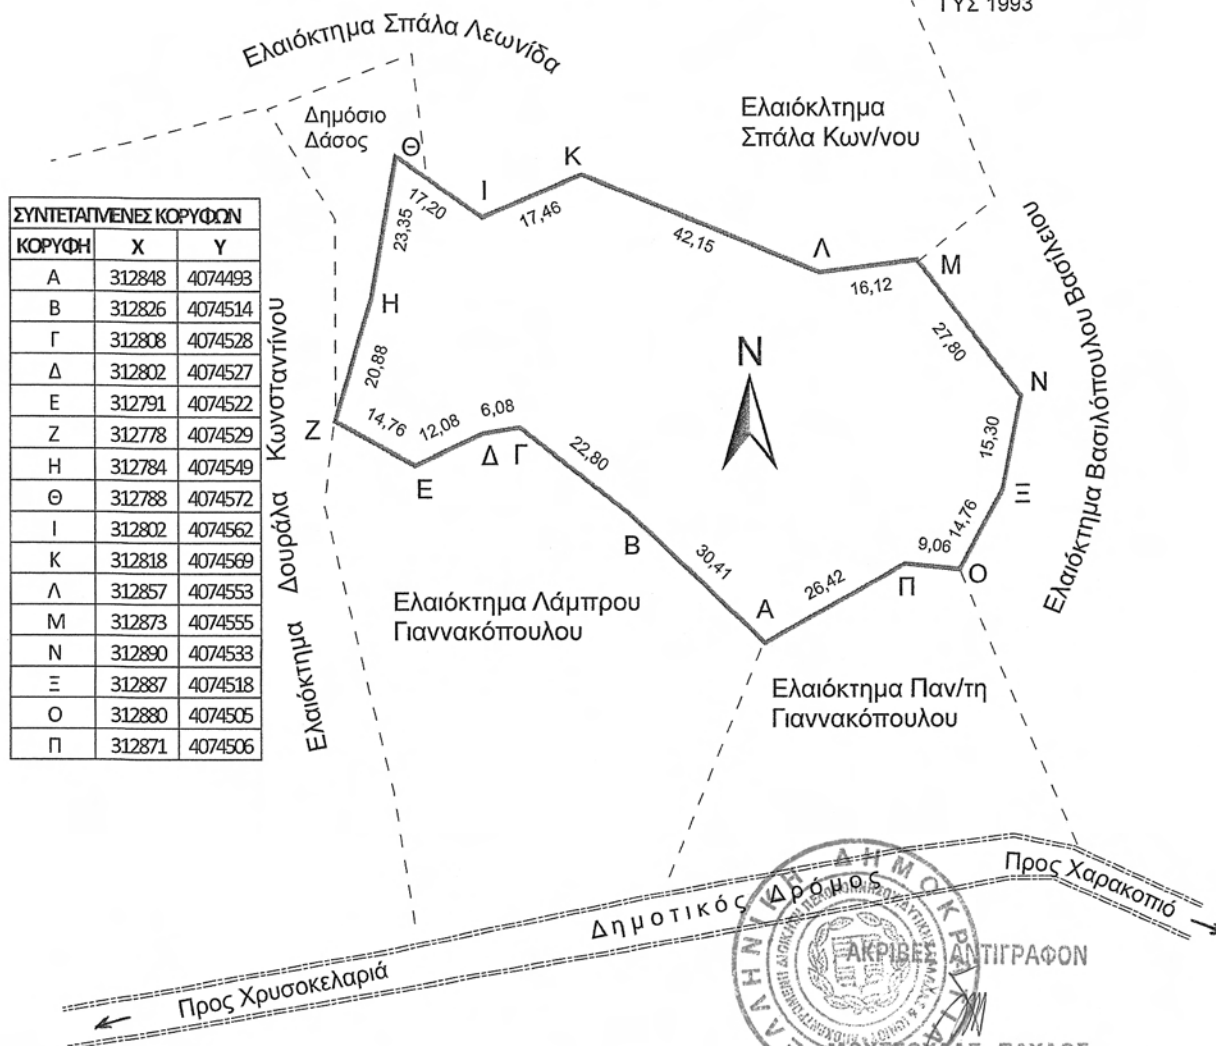 ΓΥΣ 1993
Ελαιόκτημα Σπάλα Λεωνίδα
Δημόσιο
Δάσος
Ελαιόκλτημα
Σπάλα Κων/νου
Θ
Ι
Κ
Λ
Μ
Ν
Ξ
Ο
Π
Α
Β
Γ
Δ
Ε
Ζ
Η
17,20
17,46
42,15
16,12
27,80
15,30
14,76
9,06
26,42
30,41
22,80
6,08
12,08
14,76
20,88
23,35
N
ΣΥΝΤΕΤΑΓΜΕΝΕΣ ΚΟΡΥΦΩΝ
ΚΟΡΥΦΗ X Y
Α 312848 4074493
Β 312826 4074514
Γ 312808 4074528
Δ 312802 4074527
Ε 312791 4074522
Ζ 312778 4074529
Η 312784 4074549
Θ 312788 4074572
Ι 312802 4074562
Κ 312818 4074569
Λ 312857 4074553
Μ 312873 4074555
Ν 312890 4074533
Ξ 312887 4074518
Ο 312880 4074505
Π 312871 4074506
Ελαιόκτημα Δουράλα Κωνσταντίνου
Ελαιόκτημα Βασιλόπουλου Βασίλειου
Ελαιόκτημα Λάμπρου
Γιαννακόπουλου
Ελαιόκτημα Παν/τη
Γιαννακόπουλου
Δημοτικός Δρόμος
Προς Χαρακοπιό
Προς Χρυσοκελαριά
ΕΛΛΗΝΙΚΗ ΔΗΜΟΚΡΑΤΙΑ
ΑΚΡΙΒΕΣ ΑΝΤΙΓΡΑΦΟΝ